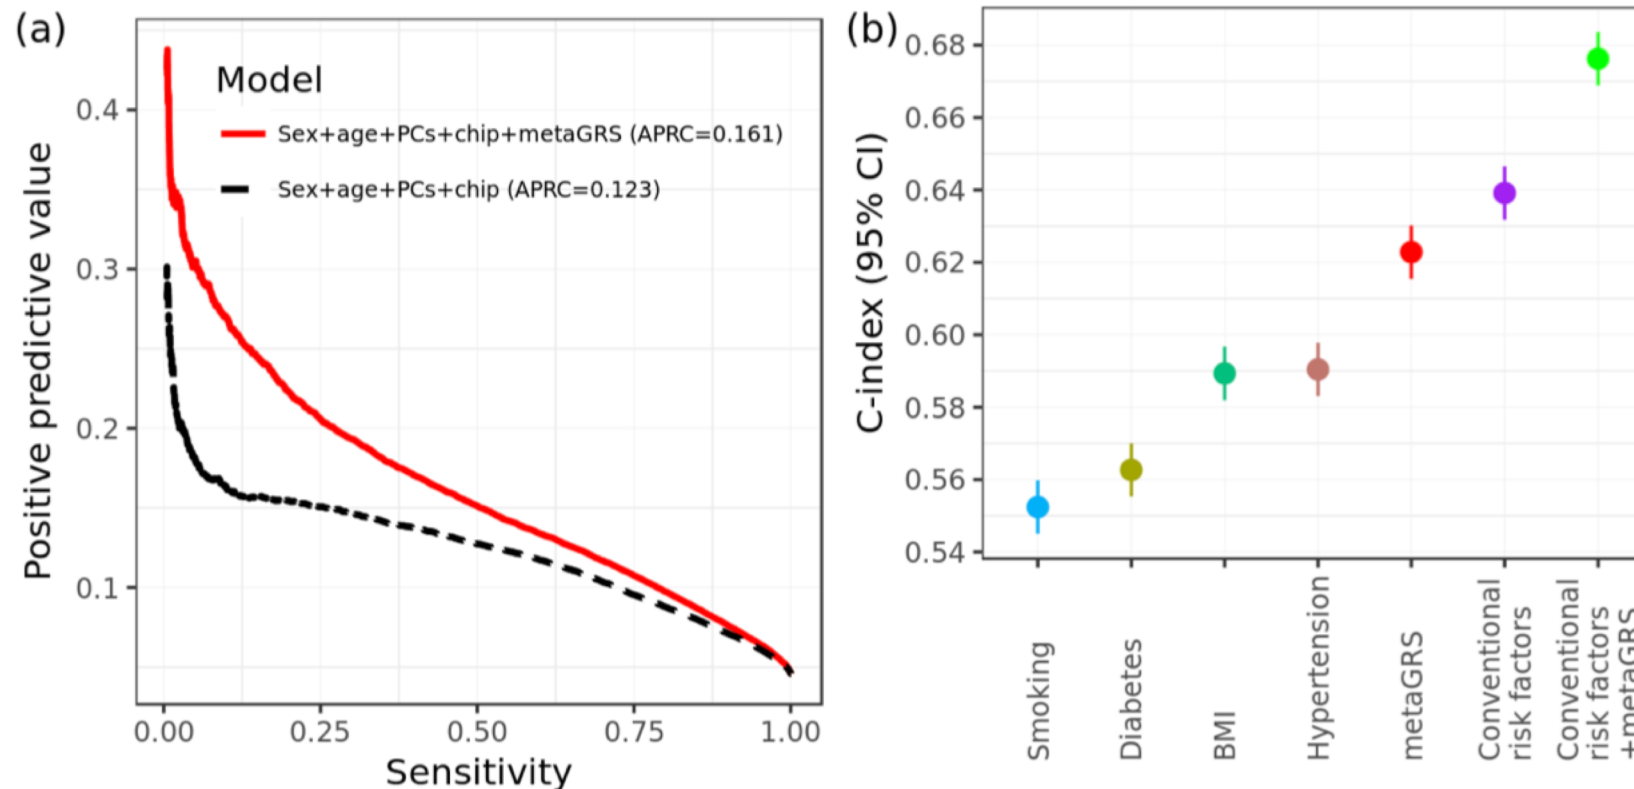 (a)
Positive predictive value
0.4
0.3
0.2
0.1
Model
Sex+age+PCs+chip+metaGRS (APRC=0.161)
Sex+age+PCs+chip (APRC=0.123)
0.00 0.25 0.50 0.75 1.00
Sensitivity
(b)
C-index (95% CI)
0.68
0.66
0.64
0.62
0.60
0.58
0.56
0.54
Smoking
Diabetes
BMI
Hypertension
metaGRS
Conventional
risk factors
Conventional
risk factors
+metaGRS